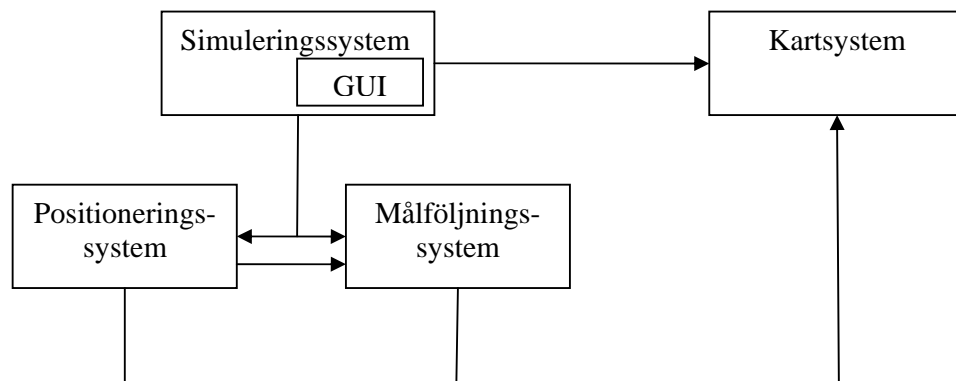 Simuleringssystem
GUI
Kartsystem
Positionerings-
system
Målföljnings-
system